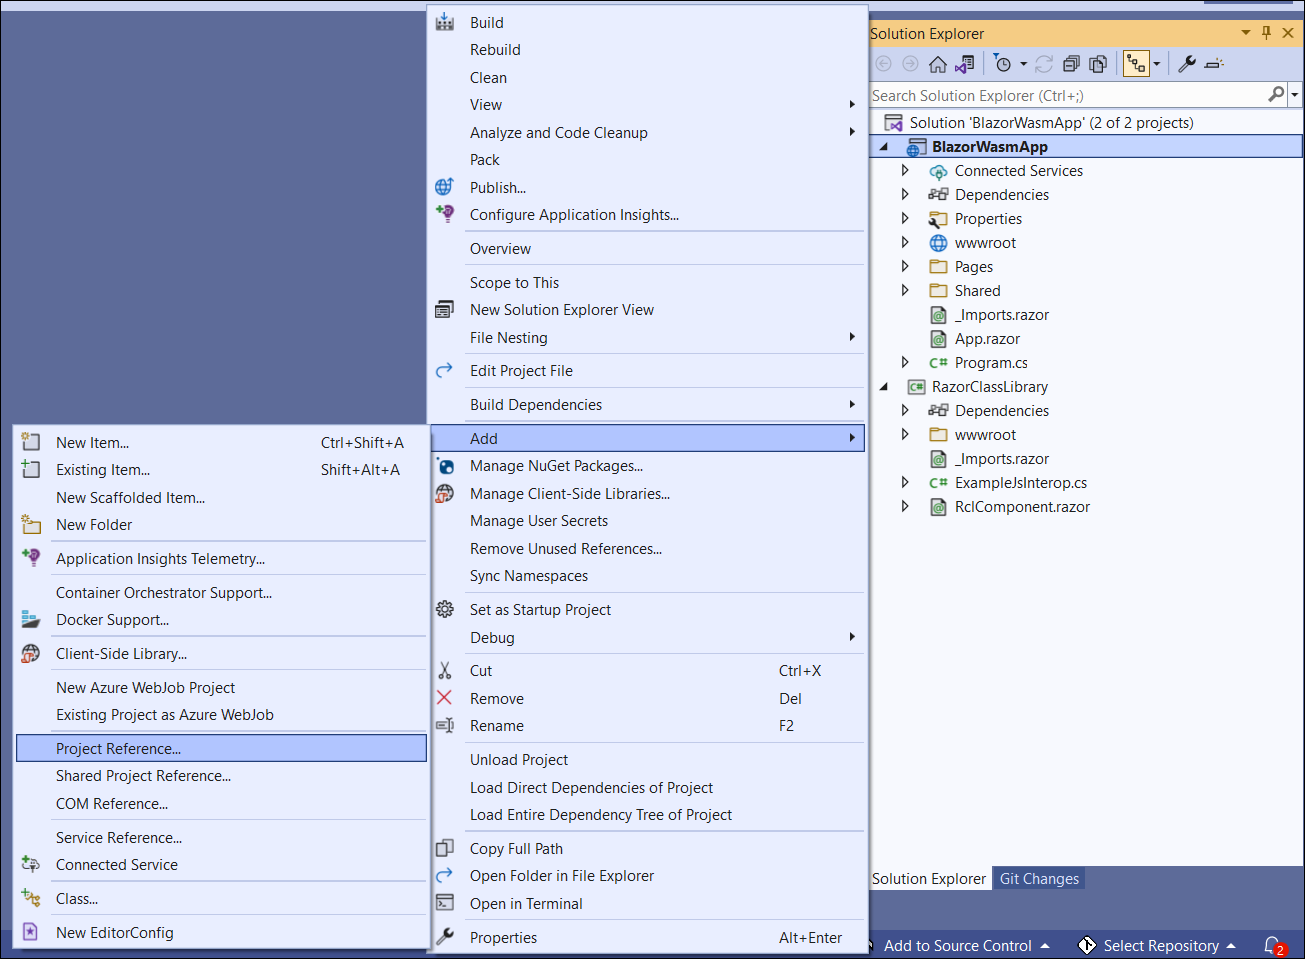 Build
Rebuild
Clean
View
Analyze and Code Cleanup
Pack
Publish...
Configure Application Insights...
Overview
Scope to This
New Solution Explorer View
File Nesting
Edit Project File
Build Dependencies
Add
Manage NuGet Packages...
Manage Client-Side Libraries...
Manage User Secrets
Remove Unused References...
Sync Namespaces
Set as Startup Project
Debug
Cut Ctrl+X
Remove Del
Rename F2
Unload Project
Load Direct Dependencies of Project
Load Entire Dependency Tree of Project
Copy Full Path
Open Folder in File Explorer
Open in Terminal
Properties Alt+Enter
New Item... Ctrl+Shift+A
Existing Item... Shift+Alt+A
New Scaffolded Item...
New Folder
Application Insights Telemetry...
Container Orchestrator Support...
Docker Support...
Client-Side Library...
New Azure WebJob Project
Existing Project as Azure WebJob
Project Reference...
Shared Project Reference...
COM Reference...
Service Reference...
Connected Service
Class...
New EditorConfig
Solution Explorer
Search Solution Explorer (Ctrl+;)
Solution 'BlazorWasmApp' (2 of 2 projects)
BlazorWasmApp
Connected Services
Dependencies
Properties
wwwroot
Pages
Shared
_Imports.razor
App.razor
C# Program.cs
C# RazorClassLibrary
Dependencies
wwwroot
_Imports.razor
C# ExampleJsInterop.cs
RclComponent.razor
Solution Explorer Git Changes
Add to Source Control Select Repository 2